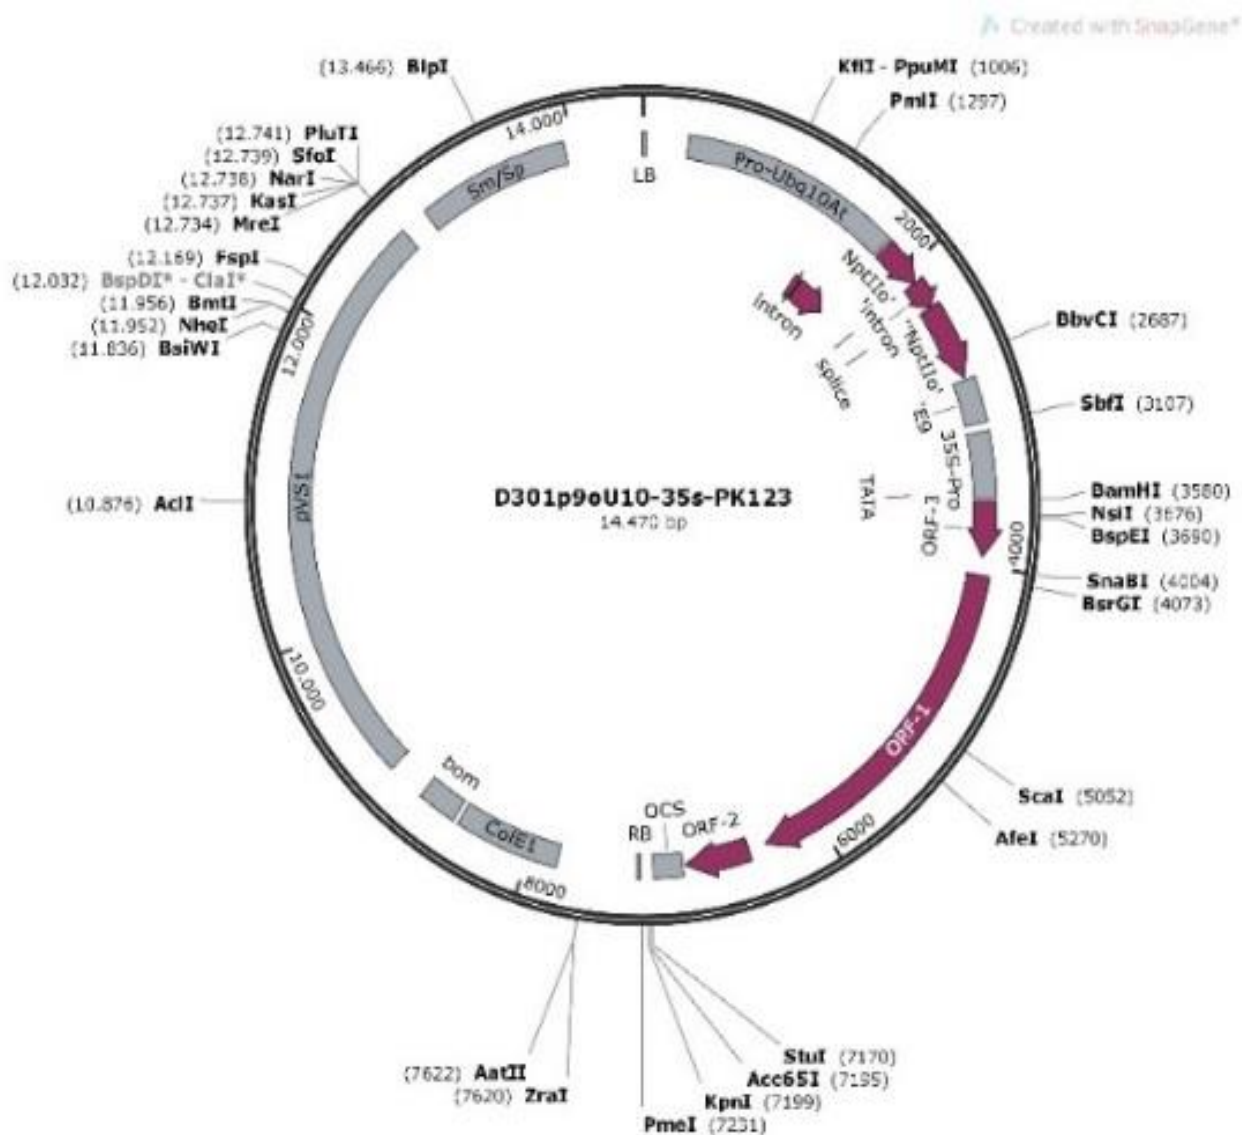 Created with SnapGene®
(13.466) BlpI
KflI - PpuMI (1006)
PmlI (1297)
(12.741) PluTI
(12.739) SfoI
(12.738) NarI
(12.737) KasI
(12.734) MreI
(12.169) FspI
(12.032) BspDI* - ClaI*
(11.956) BmtI
(11.952) NheI
(11.836) BsiWI
(10.876) AclI
14.000
Sm/Sp
LB
Pro-Ubq10At
2000
NptIIo'
'intron
''NptIIo'
intron
splice
'E9
35S-Pro
TATA
ORF-3
BbvCI (2687)
SbfI (3107)
BamHI (3580)
NsiI (3676)
BspEI (3690)
4000
SnaBI (4004)
BsrGI (4073)
D301p9oU10-35s-PK123
14.470 bp
12.000
pVS1
10.000
ORF-1
ScaI (5052)
AfeI (5270)
6000
ORF-2
OCS
RB
bom
ColE1
8000
(7622) AatII
(7620) ZraI
StuI (7170)
Acc65I (7195)
KpnI (7199)
PmeI (7231)